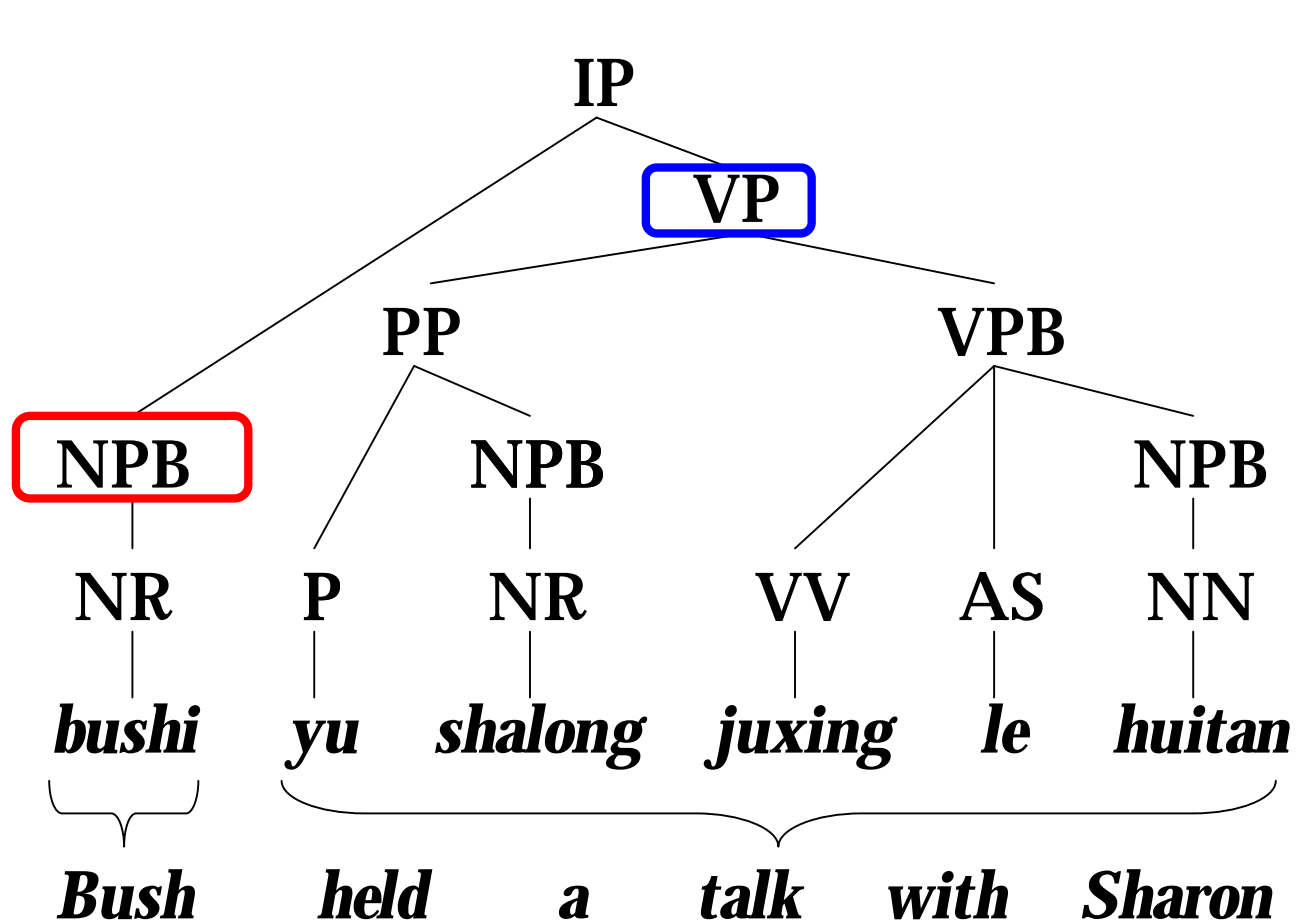 IP
VP
PP VPB
NPB NPB NPB
NR P NR VV AS NN
bushi yu shalong juxing le huitan
Bush held a talk with Sharon